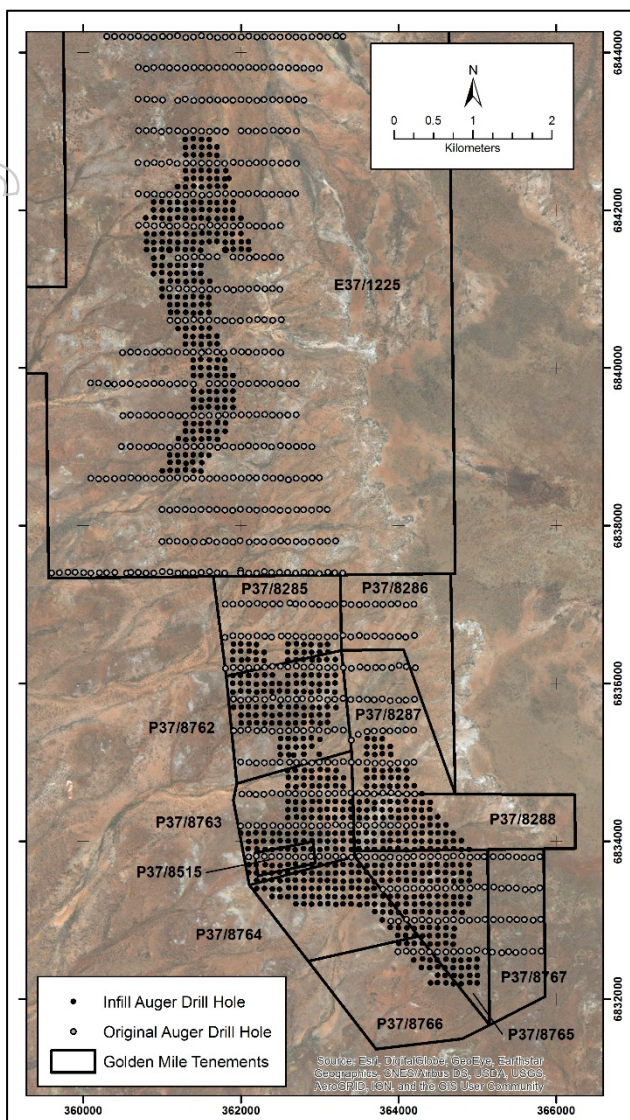 N
0 0.5 1 2
Kilometers
6844000
6842000
E37/1225
6840000
6838000
P37/8285
P37/8286
6836000
P37/8762
P37/8287
P37/8763
P37/8288
6834000
P37/8515
P37/8764
P37/8767
6832000
P37/8766
P37/8765
Infill Auger Drill Hole
Original Auger Drill Hole
Golden Mile Tenements
Source: Esri, DigitalGlobe, GeoEye, Earthstar
Geographics, CNES/Airbus DS, USDA, USGS,
AeroGRID, IGN, and the GIS User Community
360000 362000 364000 366000